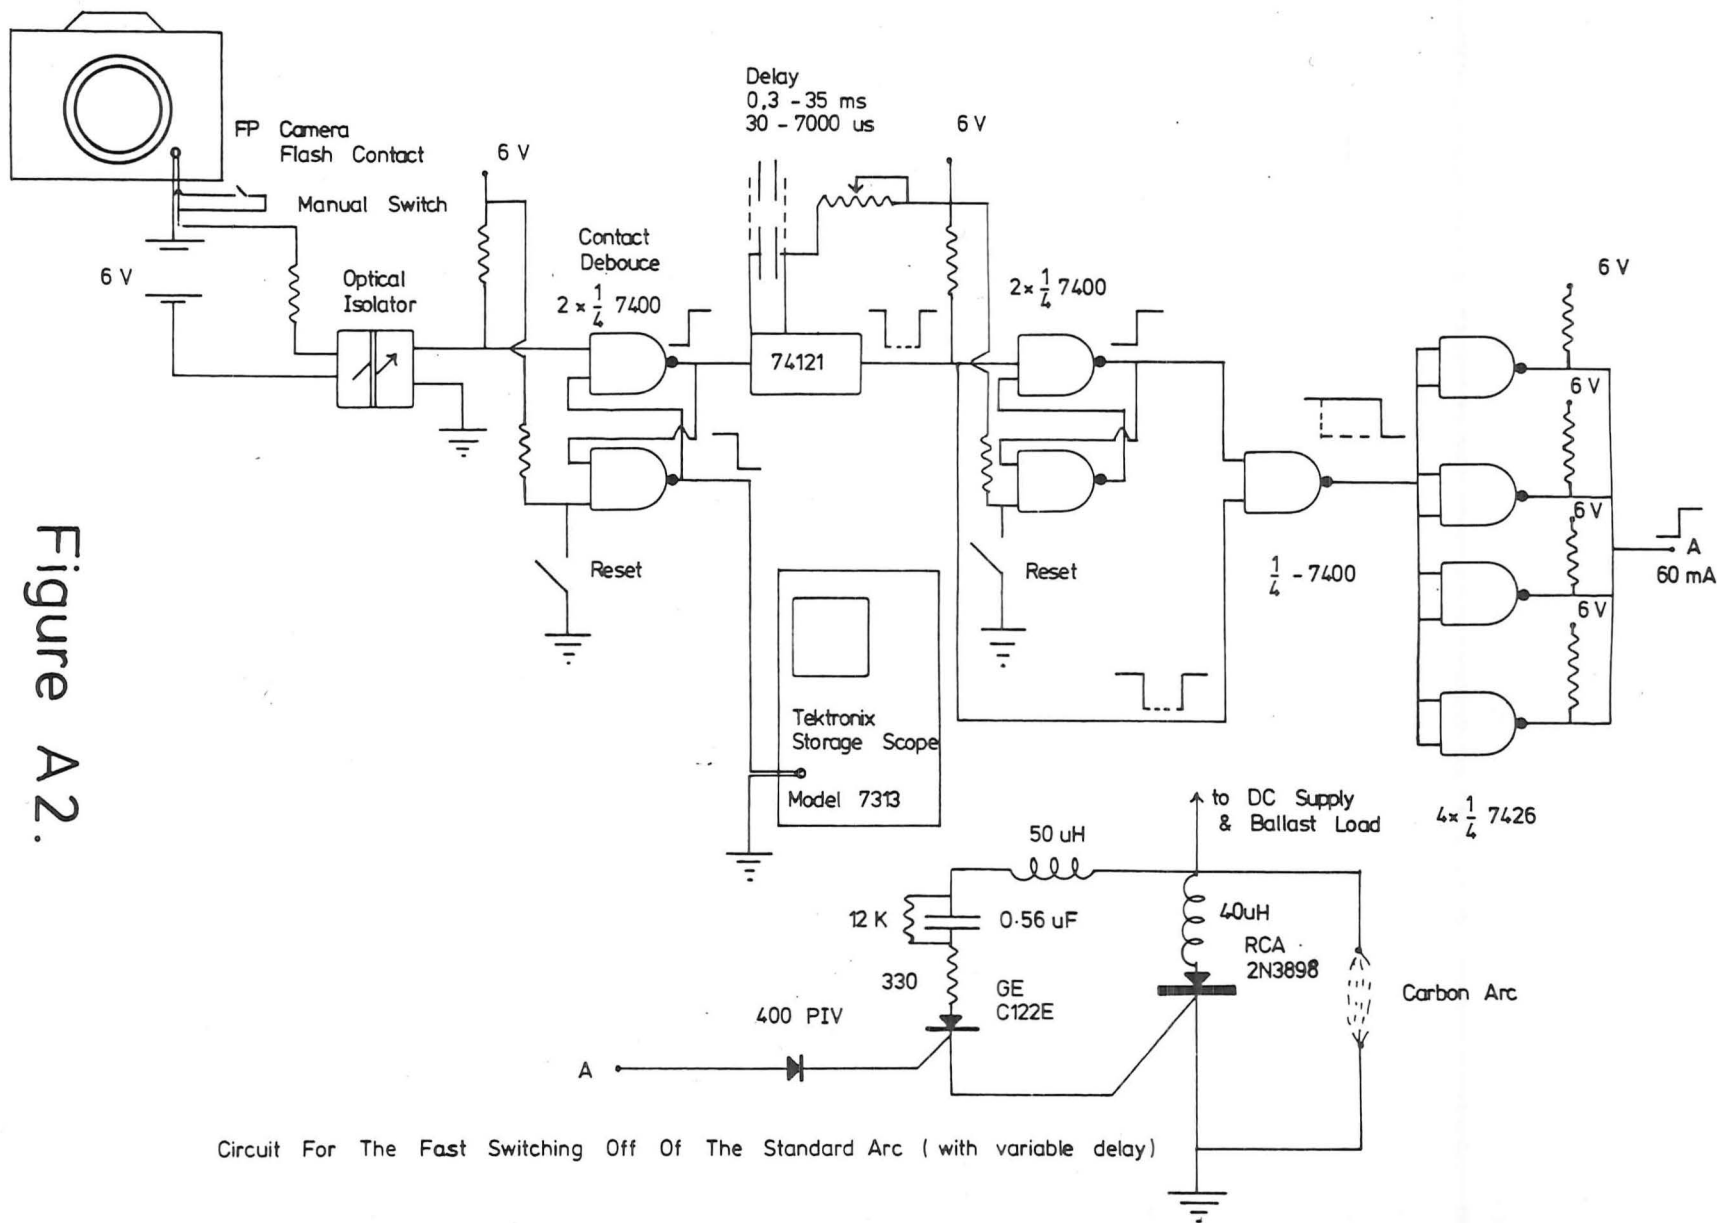 Delay
0,3 - 35 ms
30 - 7000 us
6 V
FP Camera
Flash Contact
6 V
Manual Switch
Contact
Debouce
2 × 1/4 7400
6 V
Optical
Isolator
2 × 1/4 7400
6 V
74121
6 V
6 V
6 V
A
60 mA
Reset
Reset
1/4 - 7400
Tektronix
Storage Scope
Model 7313
to DC Supply
& Ballast Load
4 × 1/4 7426
50 uH
12 K
0·56 uF
40uH
RCA
2N3898
330
GE
C122E
Carbon Arc
400 PIV
A
Circuit For The Fast Switching Off Of The Standard Arc ( with variable delay)
Figure A2.